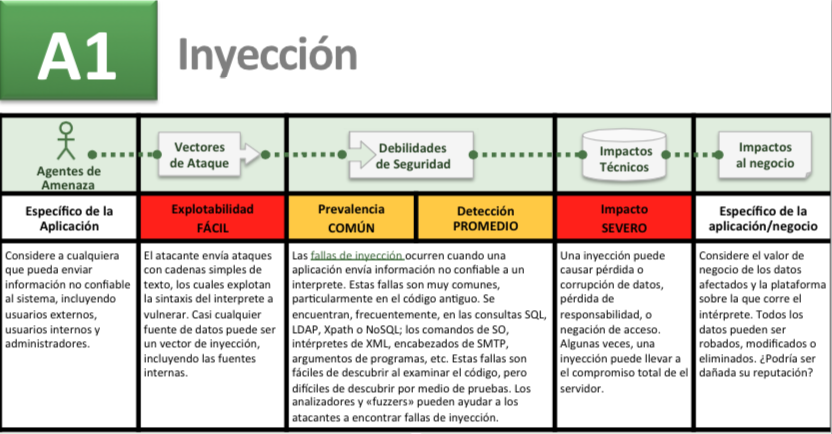 A1
Inyección
Agentes de
Amenaza
Vectores
de Ataque
Debilidades
de Seguridad
Impactos
Técnicos
Impactos
al negocio
Específico de la
Aplicación
Explotabilidad
FÁCIL
Prevalencia
COMÚN
Detección
PROMEDIO
Impacto
SEVERO
Específico de la
aplicación/negocio
Considere a cualquiera
que pueda enviar
información no confiable
al sistema, incluyendo
usuarios externos,
usuarios internos y
administradores.
El atacante envía ataques
con cadenas simples de
texto, los cuales explotan
la sintaxis del interprete a
vulnerar. Casi cualquier
fuente de datos puede ser
un vector de inyección,
incluyendo las fuentes
internas.
Las fallas de inyección ocurren cuando una
aplicación envía información no confiable a un
interprete. Estas fallas son muy comunes,
particularmente en el código antiguo. Se
encuentran, frecuentemente, en las consultas SQL,
LDAP, Xpath o NoSQL; los comandos de SO,
intérpretes de XML, encabezados de SMTP,
argumentos de programas, etc. Estas fallas son
fáciles de descubrir al examinar el código, pero
difíciles de descubrir por medio de pruebas. Los
analizadores y «fuzzers» pueden ayudar a los
atacantes a encontrar fallas de inyección.
Una inyección puede
causar pérdida o
corrupción de datos,
pérdida de
responsabilidad, o
negación de acceso.
Algunas veces, una
inyección puede llevar a
el compromiso total de el
servidor.
Considere el valor de
negocio de los datos
afectados y la plataforma
sobre la que corre el
intérprete. Todos los
datos pueden ser
robados, modificados o
eliminados. ¿Podría ser
dañada su reputación?